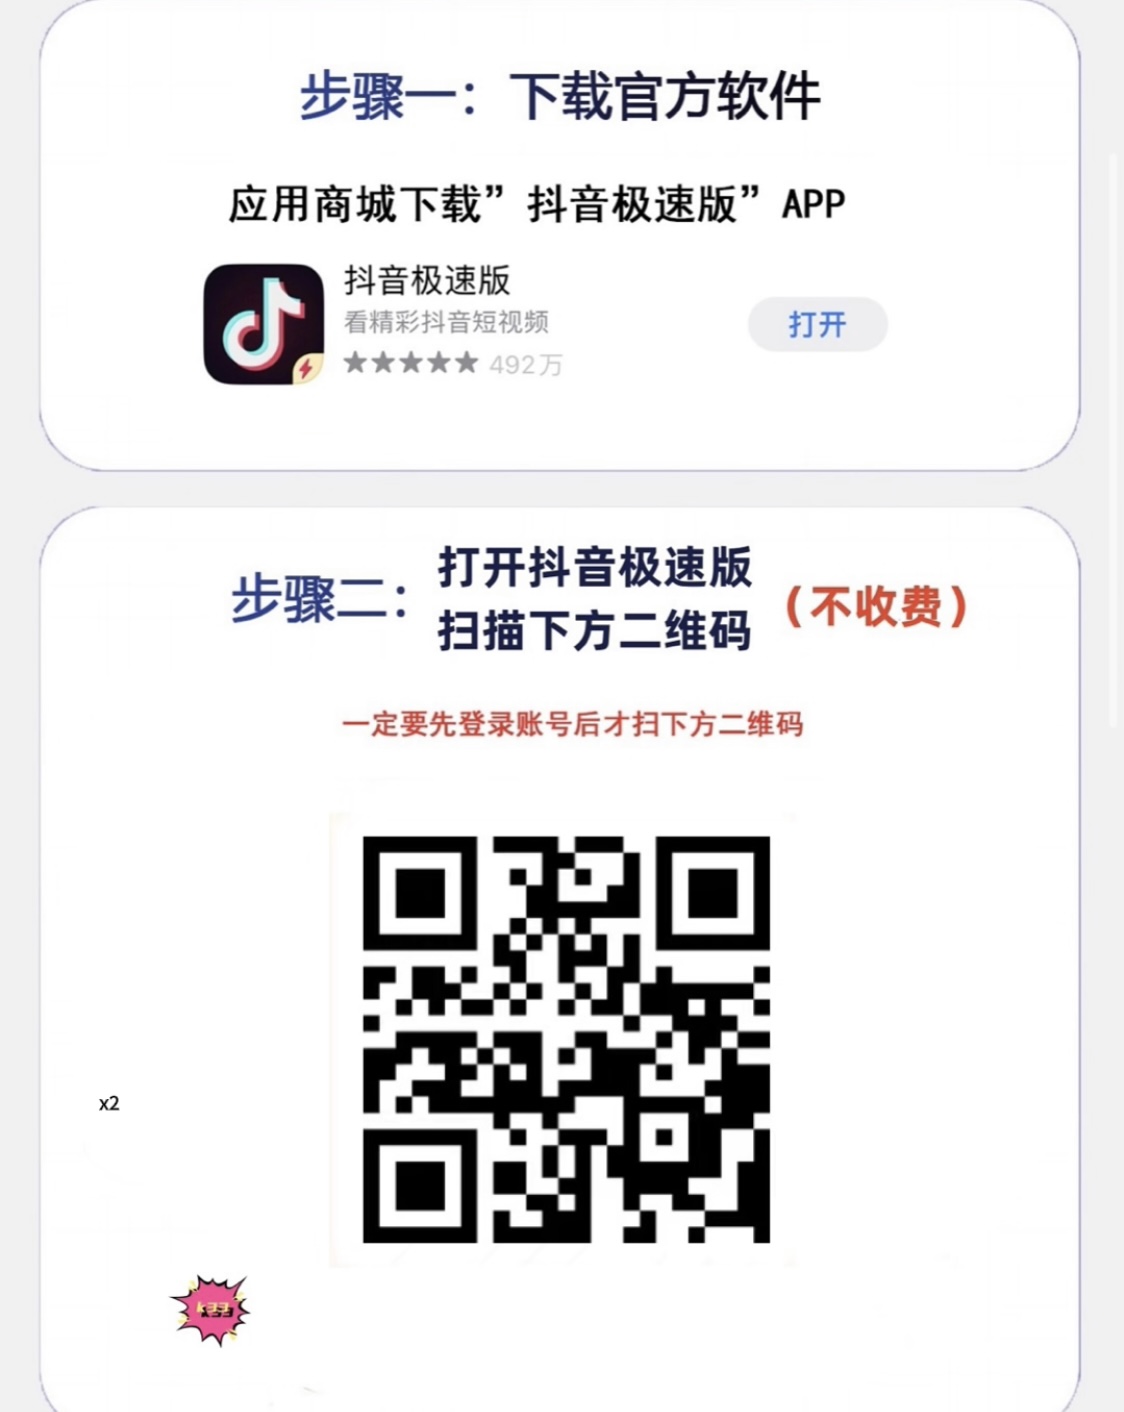 步骤一：下载官方软件
应用商城下载”抖音极速版”APP
抖音极速版
看精彩抖音短视频
492万
打开
步骤二：
打开抖音极速版
扫描下方二维码
（不收费）
一定要先登录账号后才扫下方二维码
x2
k33